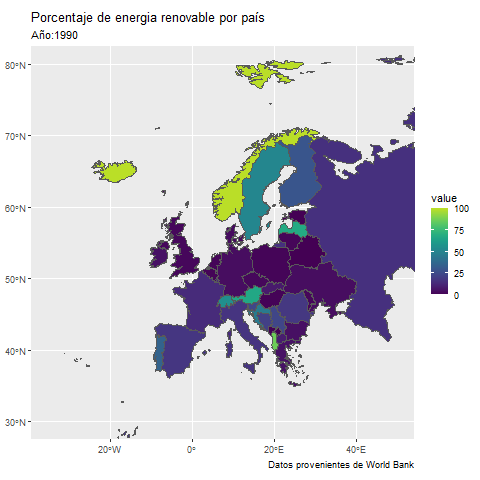 Porcentaje de energia renovable por país
Año:1990
80°N
70°N
60°N
50°N
40°N
30°N
20°W
0°
20°E
40°E
value
100
75
50
25
0
Datos provenientes de World Bank